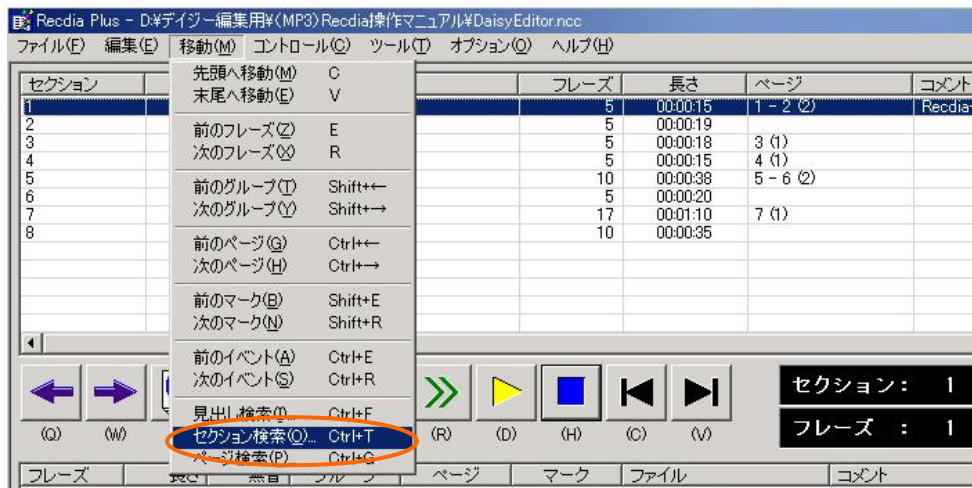 Recdia Plus - D:¥デイジー編集用¥(MP3)Recdia操作マニュアル¥DaisyEditor.ncc
ファイル(F) 編集(E) 移動(M) コントロール(C) ツール(T) オプション(O) ヘルプ(H)
セクション フレーズ 長さ ページ コメント
1 5 00:00:15 1 - 2 (2) Recdia
2 5 00:00:19
3 5 00:00:18 3 (1)
4 5 00:00:15 4 (1)
5 10 00:00:38 5 - 6 (2)
6 5 00:00:20
7 17 00:01:10 7 (1)
8 10 00:00:35
先頭へ移動(M) C
末尾へ移動(E) V
前のフレーズ(Z) E
次のフレーズ(X) R
前のグループ(T) Shift+←
次のグループ(Y) Shift+→
前のページ(G) Ctrl+←
次のページ(H) Ctrl+→
前のマーク(B) Shift+E
次のマーク(N) Shift+R
前のイベント(A) Ctrl+E
次のイベント(S) Ctrl+R
見出し検索(I)... Ctrl+F
セクション検索(O)... Ctrl+T
ページ検索(P)... Ctrl+G
(Q) (W) (R) (D) (H) (C) (V)
セクション: 1
フレーズ : 1
フレーズ 長さ 無音 グループ ページ マーク ファイル コメント